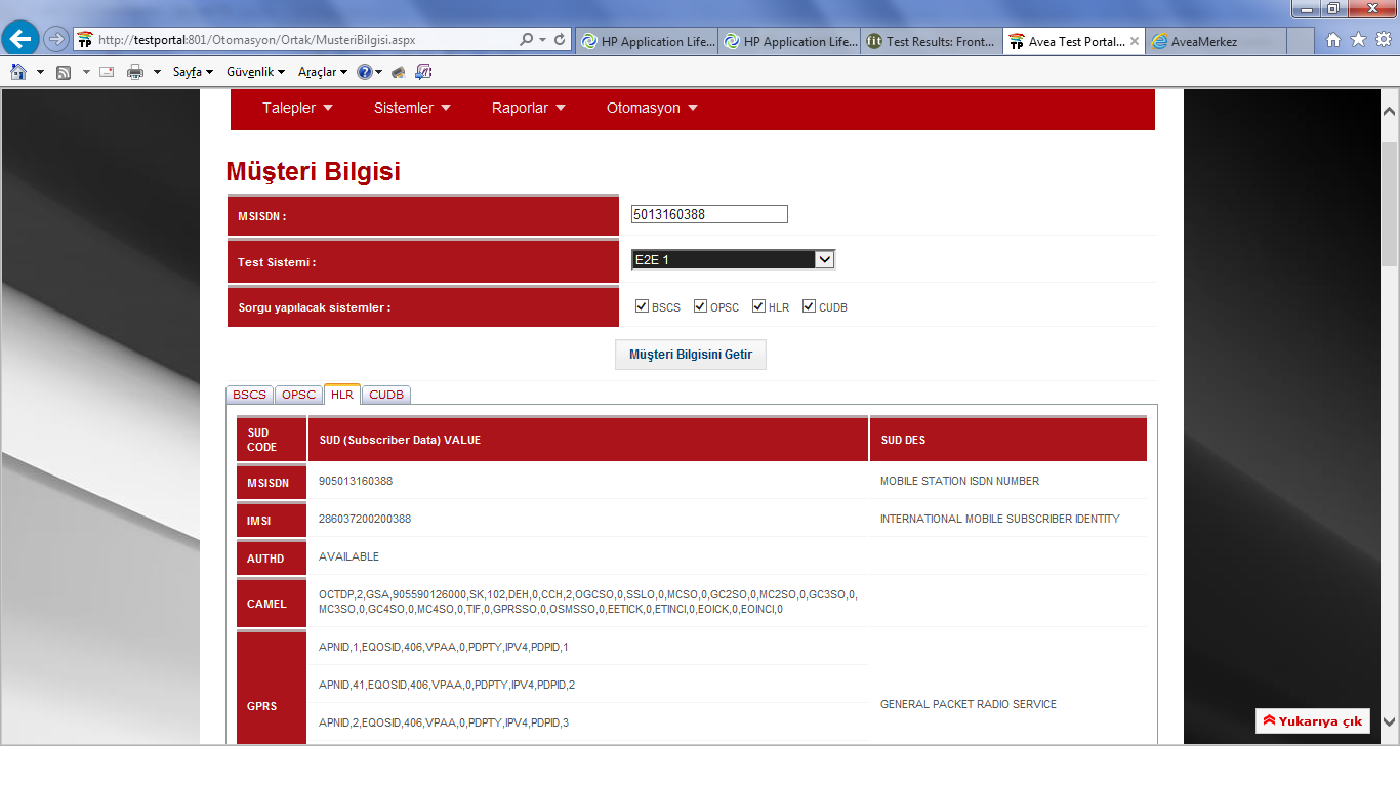 http://testportal:801/Otomasyon/Ortak/MusteriBilgisi.aspx
HP Application Life...
HP Application Life...
Test Results: Front...
Avea Test Portal...
AveaMerkez
Sayfa
Güvenlik
Araçlar
Talepler
Sistemler
Raporlar
Otomasyon
Müşteri Bilgisi
MSISDN :
5013160388
Test Sistemi :
E2E 1
Sorgu yapılacak sistemler :
BSCS
OPSC
HLR
CUDB
Müşteri Bilgisini Getir
BSCS
OPSC
HLR
CUDB
SUD CODE
SUD (Subscriber Data) VALUE
SUD DES
MSISDN
905013160388
MOBILE STATION ISDN NUMBER
IMSI
286037200200388
INTERNATIONAL MOBILE SUBSCRIBER IDENTITY
AUTHD
AVAILABLE
CAMEL
OCTDP,2,GSA,905590126000,SK,102,DEH,0,CCH,2,OGCSO,0,SSLO,0,MCSO,0,GC2SO,0,MC2SO,0,GC3SO,0,
MC3SO,0,GC4SO,0,MC4SO,0,TIF,0,GPRSSO,0,OSMSSO,0,EETICK,0,ETINCI,0,EOICK,0,EOINCI,0
GPRS
APNID,1,EQOSID,406,VPAA,0,PDPTY,IPV4,PDPID,1
APNID,41,EQOSID,406,VPAA,0,PDPTY,IPV4,PDPID,2
GENERAL PACKET RADIO SERVICE
APNID,2,EQOSID,406,VPAA,0,PDPTY,IPV4,PDPID,3
Yukarıya çık